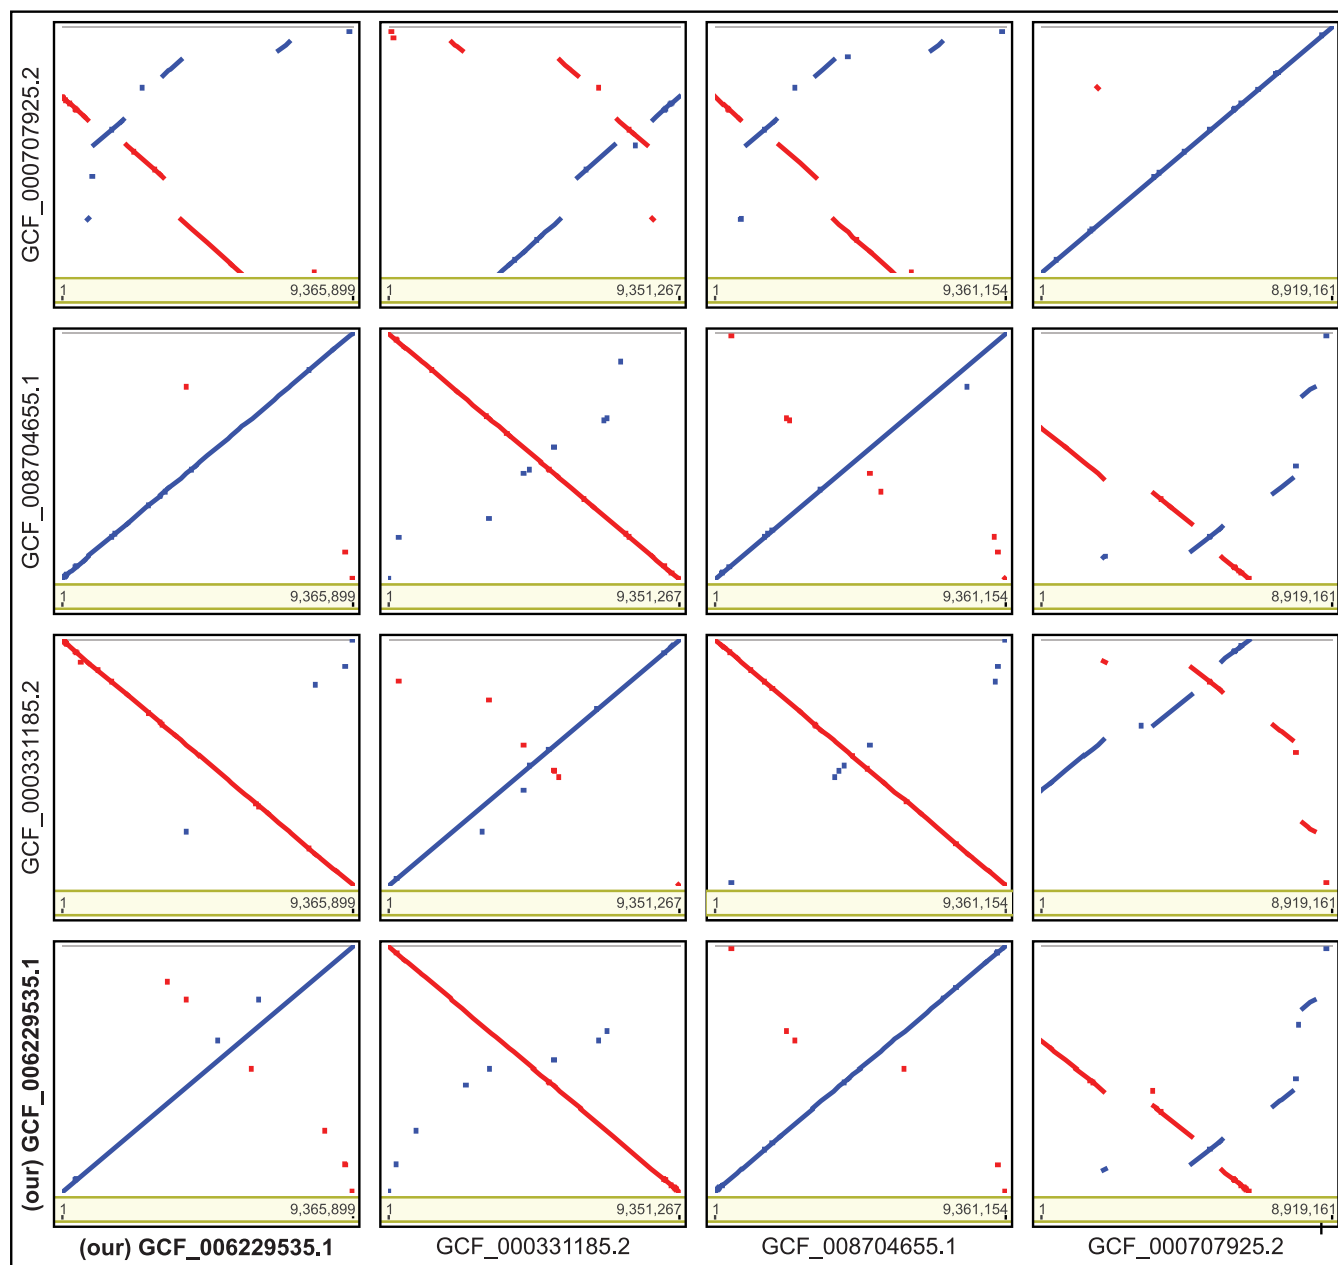 GCF_000707925.2
1 9,365,899
1 9,351,267
1 9,361,154
1 8,919,161
GCF_008704655.1
1 9,365,899
1 9,351,267
1 9,361,154
1 8,919,161
GCF_000331185.2
1 9,365,899
1 9,351,267
1 9,361,154
1 8,919,161
(our) GCF_006229535.1
1 9,365,899
1 9,351,267
1 9,361,154
1 8,919,161
(our) GCF_006229535.1
GCF_000331185.2
GCF_008704655.1
GCF_000707925.2